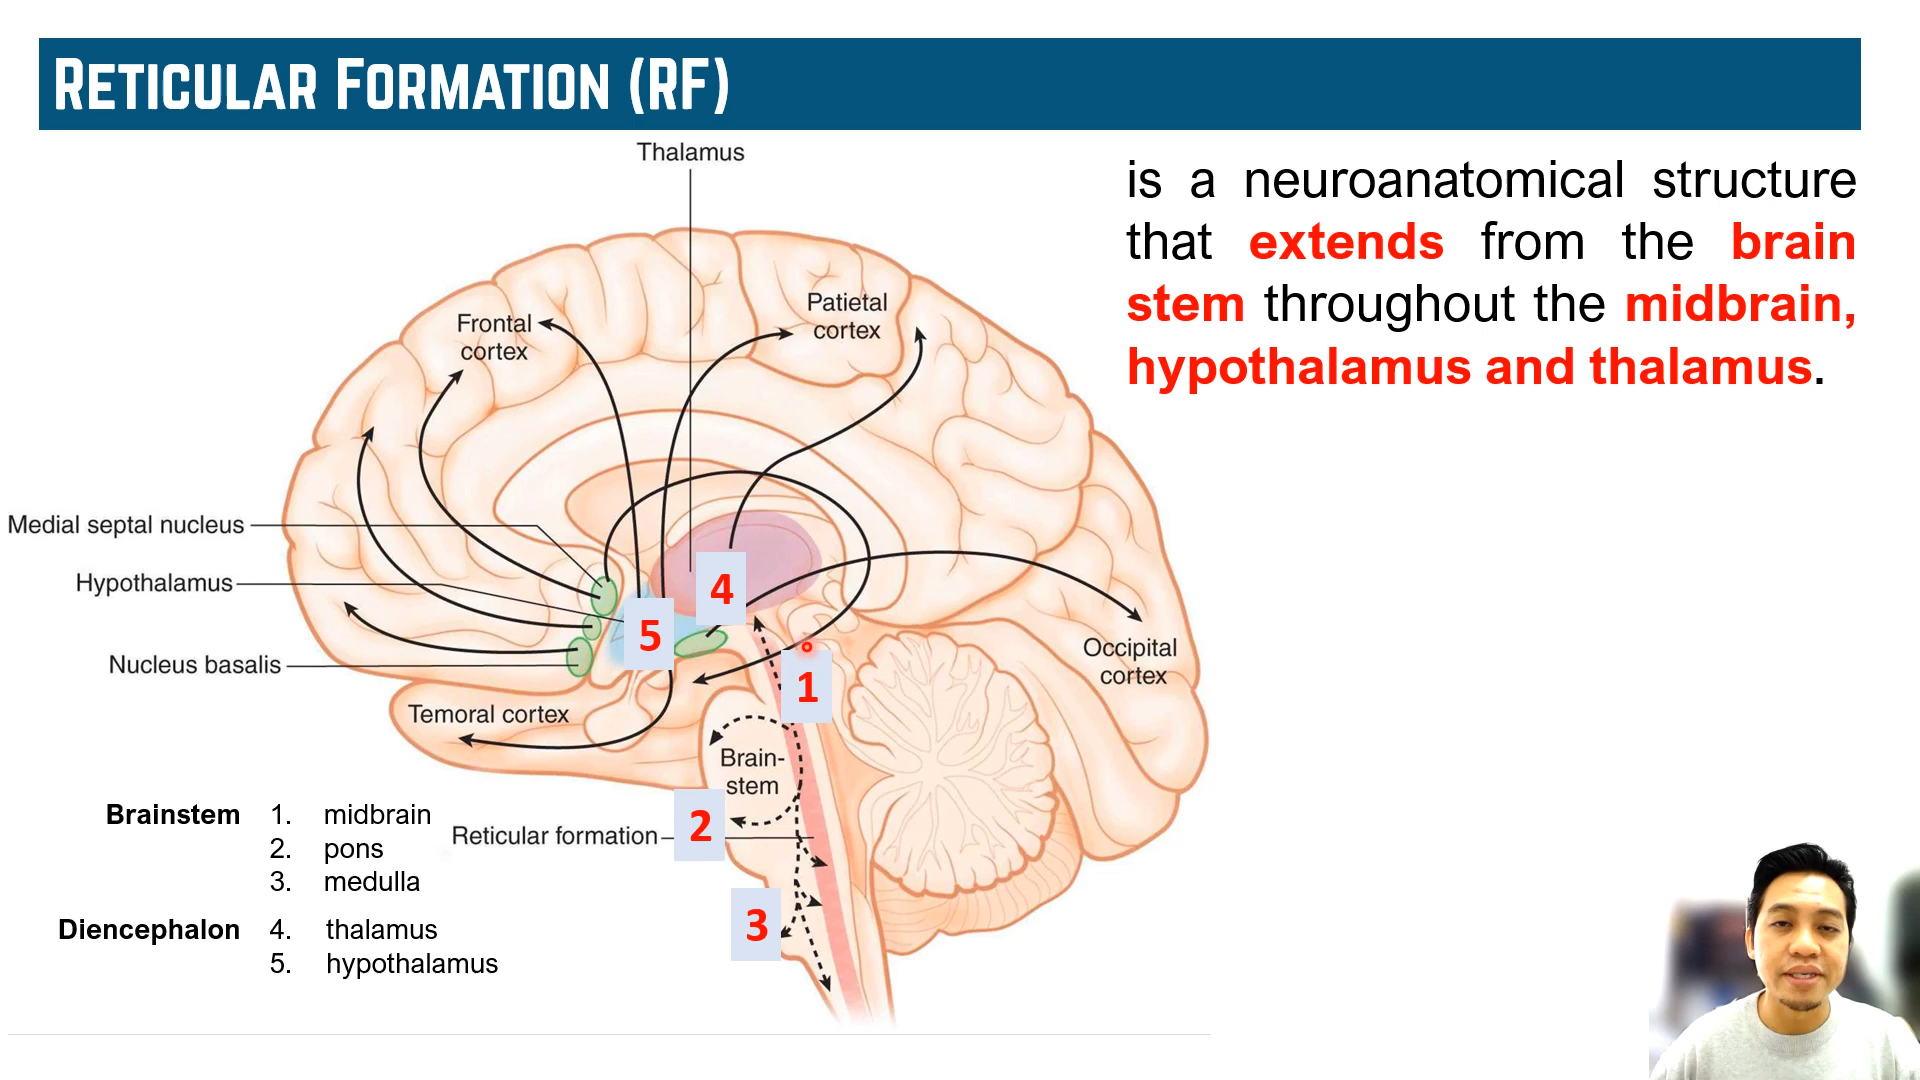 RETICULAR FORMATION (RF)
Thalamus
is a neuroanatomical structure
that extends from the brain
stem throughout the midbrain,
hypothalamus and thalamus.
Frontal
cortex
Patietal
cortex
Medial septal nucleus
Hypothalamus
Nucleus basalis
4
5
1
Occipital
cortex
Temoral cortex
Brain-
stem
Reticular formation
2
3
Brainstem 1. midbrain
2. pons
3. medulla
Diencephalon 4. thalamus
5. hypothalamus